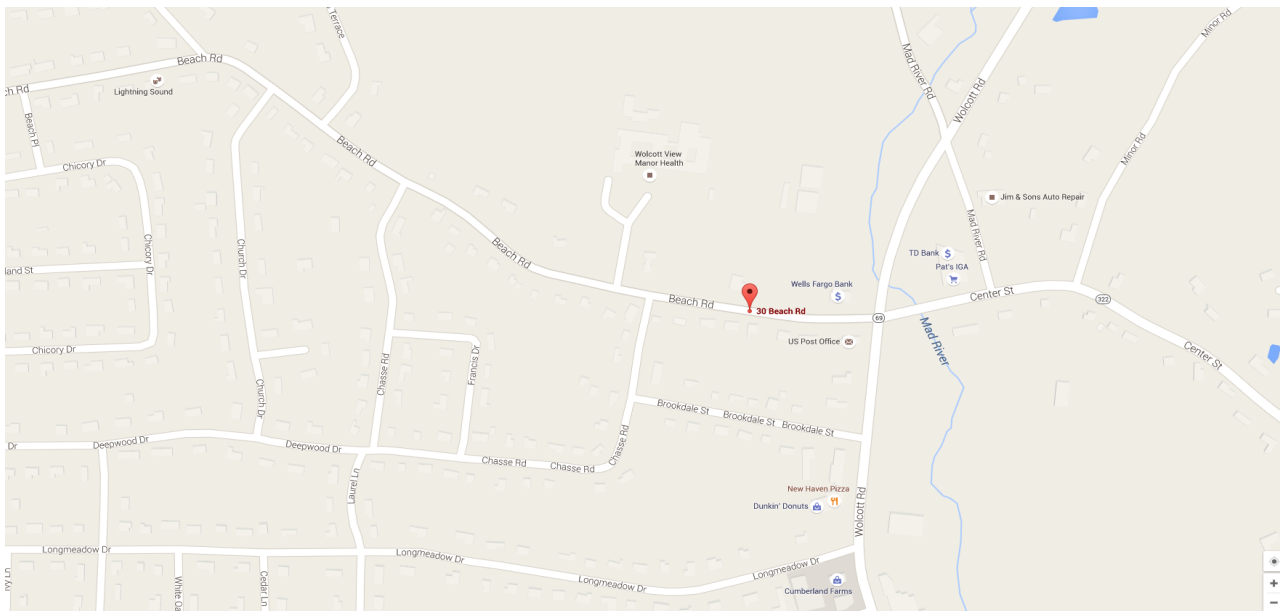 Terrace
Mad River Rd
Minor Rd
Beach Rd
Wolcott Rd
Lightning Sound
ch Rd
Beach Pl
Beach Rd
Minor Rd
Wolcott View
Manor Health
Chicory Dr
Jim & Sons Auto Repair
Chicory Dr
Church Dr
Beach Rd
Mad River Rd
TD Bank
Pat's IGA
land St
Wells Fargo Bank
Center St
322
Beach Rd
30 Beach Rd
69
Mad River
US Post Office
Chicory Dr
Center St
Chasse Rd
Francis Dr
Church Dr
Brookdale St
Brookdale St
Brookdale St
Dr
Deepwood Dr
Deepwood Dr
Chasse Rd
Chasse Rd
Chasse Rd
Laurel Ln
New Haven Pizza
Dunkin' Donuts
Wolcott Rd
Longmeadow Dr
Longmeadow Dr
Longmeadow Dr
Longmeadow Dr
Ivy Ln
White Oa
Cedar Ln
Cumberland Farms